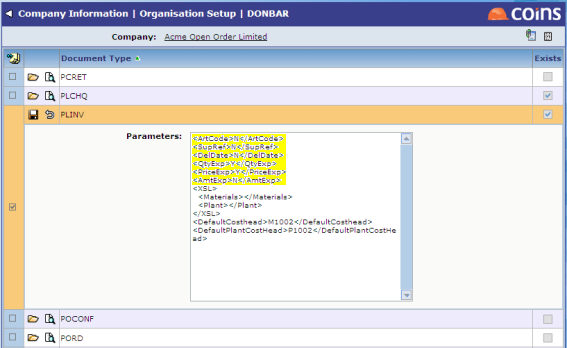 Company Information | Organisation Setup | DONBAR
COINS
Company: Acme Open Order Limited
Document Type Exists
PCRET
PLCHQ
PLINV
Parameters:
<ArtCode>N</ArtCode>
<SupRef>N</SupRef>
<DelDate>N</DelDate>
<QtyExp>Y</QtyExp>
<PriceExp>Y</PriceExp>
<AmtExp>N</AmtExp>
<XSL>
<Materials></Materials>
<Plant></Plant>
</XSL>
<DefaultCosthead>M1002</DefaultCosthead>
<DefaultPlantCostHead>P1002</DefaultPlantCostHe
ad>
POCONF
PORD